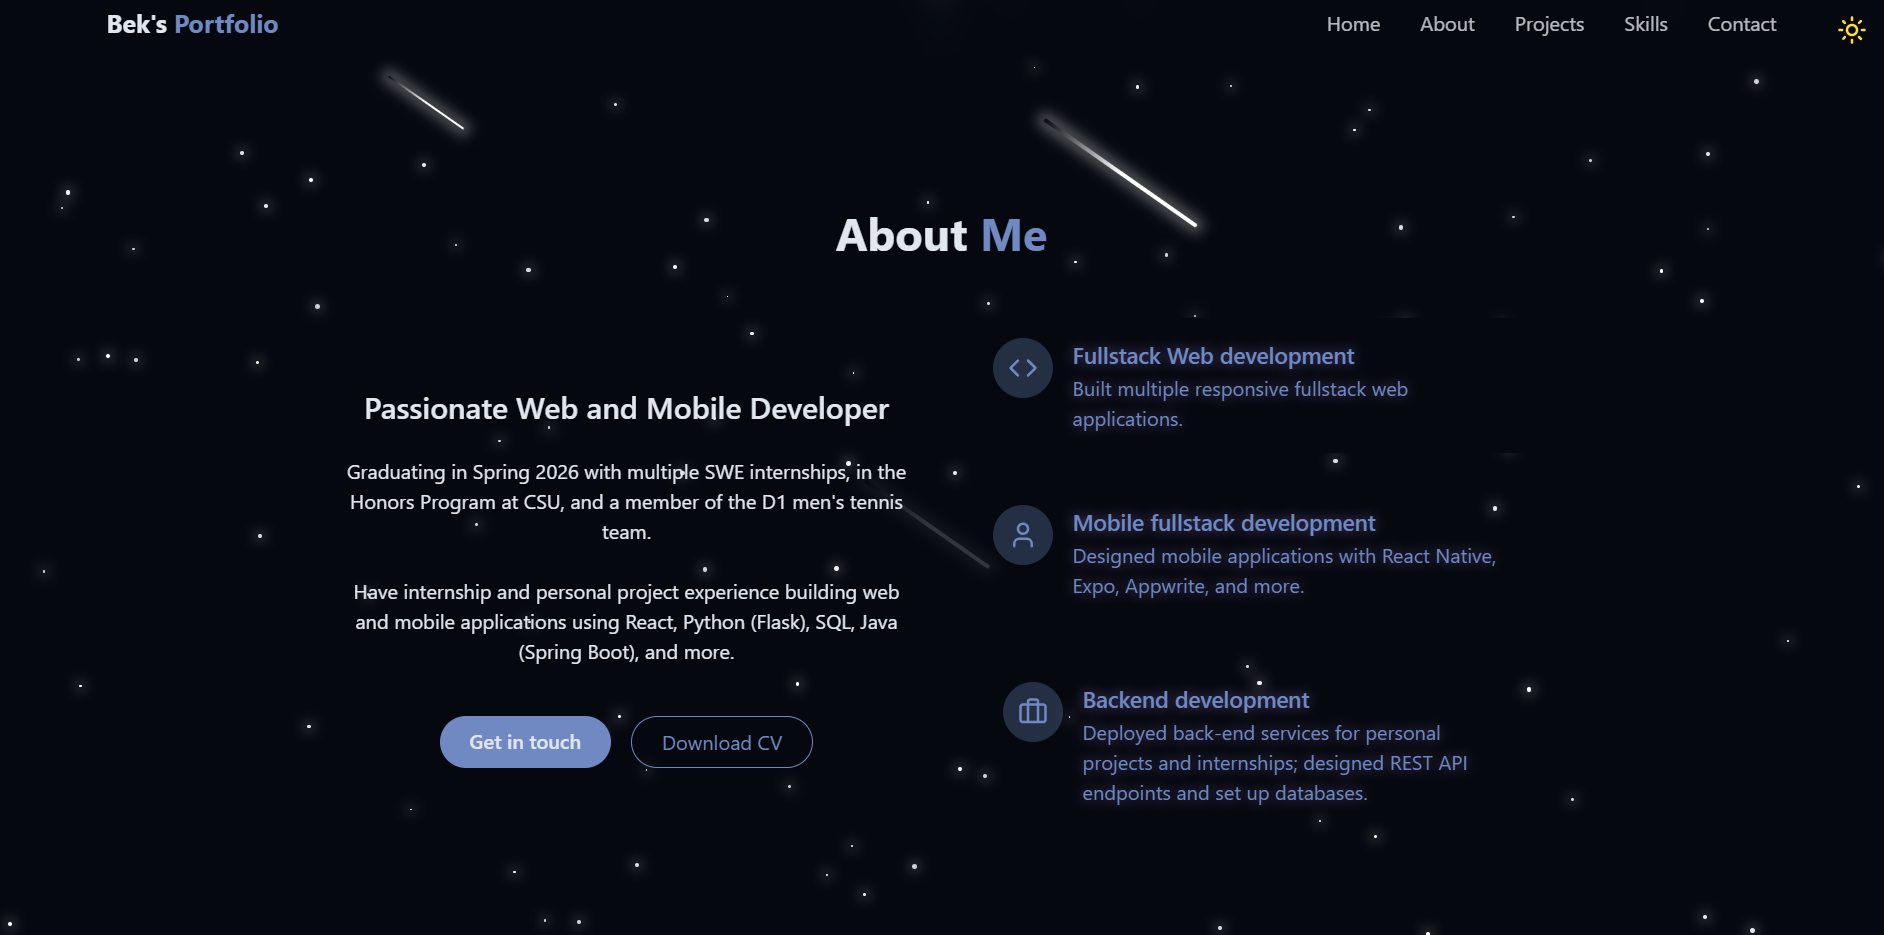 Bek's Portfolio
Home
About
Projects
Skills
Contact
About Me
Passionate Web and Mobile Developer
Graduating in Spring 2026 with multiple SWE internships, in the
Honors Program at CSU, and a member of the D1 men's tennis
team.
Have internship and personal project experience building web
and mobile applications using React, Python (Flask), SQL, Java
(Spring Boot), and more.
Get in touch
Download CV
Fullstack Web development
Built multiple responsive fullstack web
applications.
Mobile fullstack development
Designed mobile applications with React Native,
Expo, Appwrite, and more.
Backend development
Deployed back-end services for personal
projects and internships; designed REST API
endpoints and set up databases.